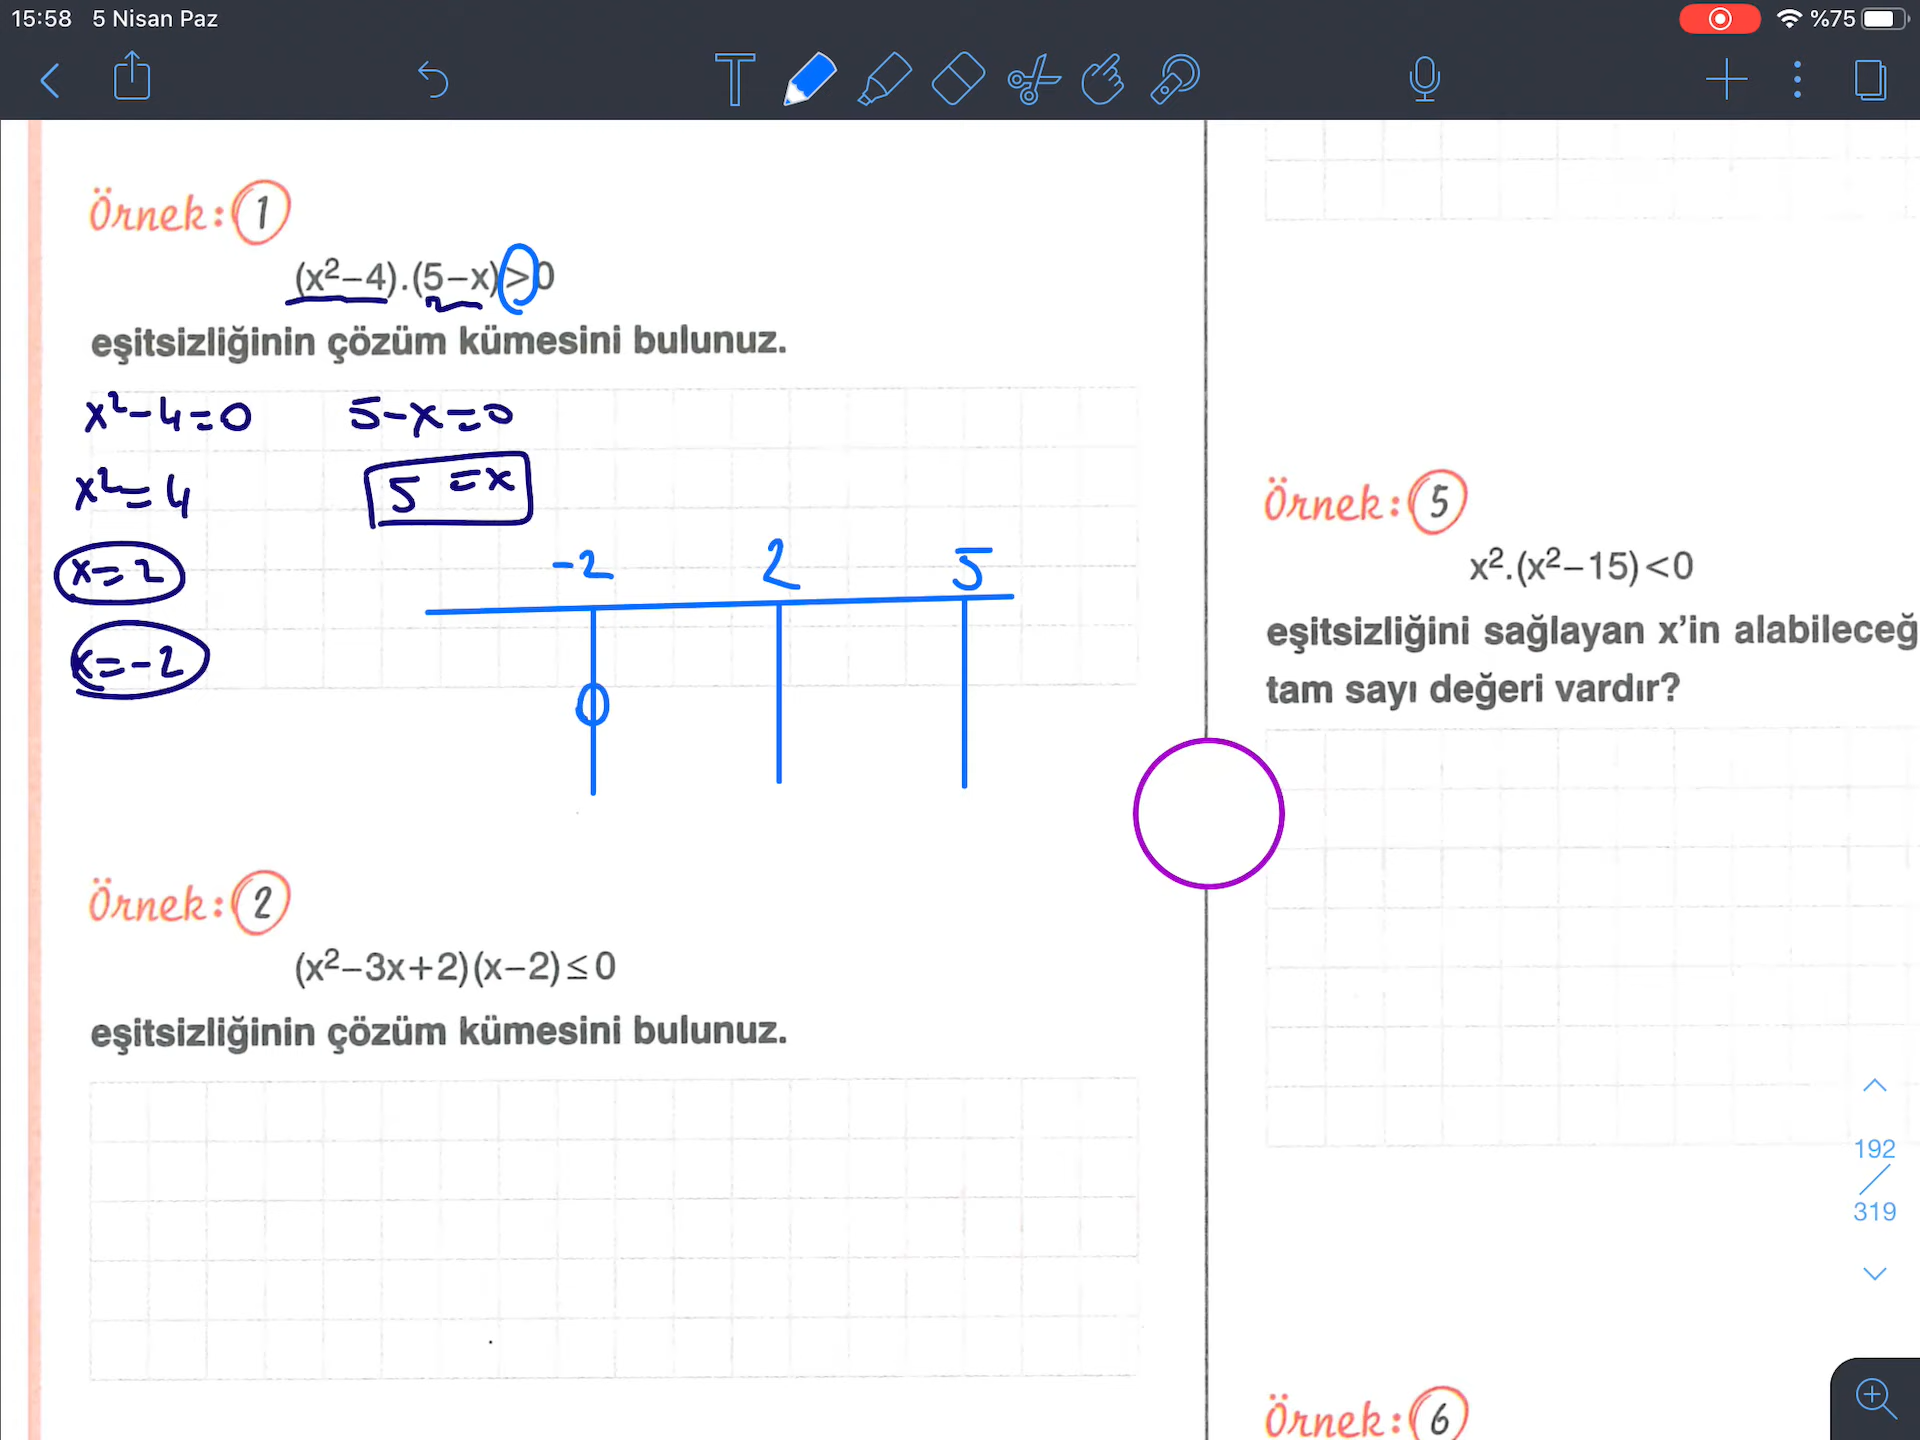 15:58 5 Nisan Paz
%75
Örnek: 1
(x²−4).(5−x)>0
eşitsizliğinin çözüm kümesini bulunuz.
x²−4=0
5−x=0
x²=4
5=x
x=2
x=−2
-2 2 5
0
Örnek: 2
(x²−3x+2)(x−2)≤0
eşitsizliğinin çözüm kümesini bulunuz.
Örnek: 5
x².(x²−15)<0
eşitsizliğini sağlayan x'in alabileceğ
tam sayı değeri vardır?
192
319
Örnek: 6